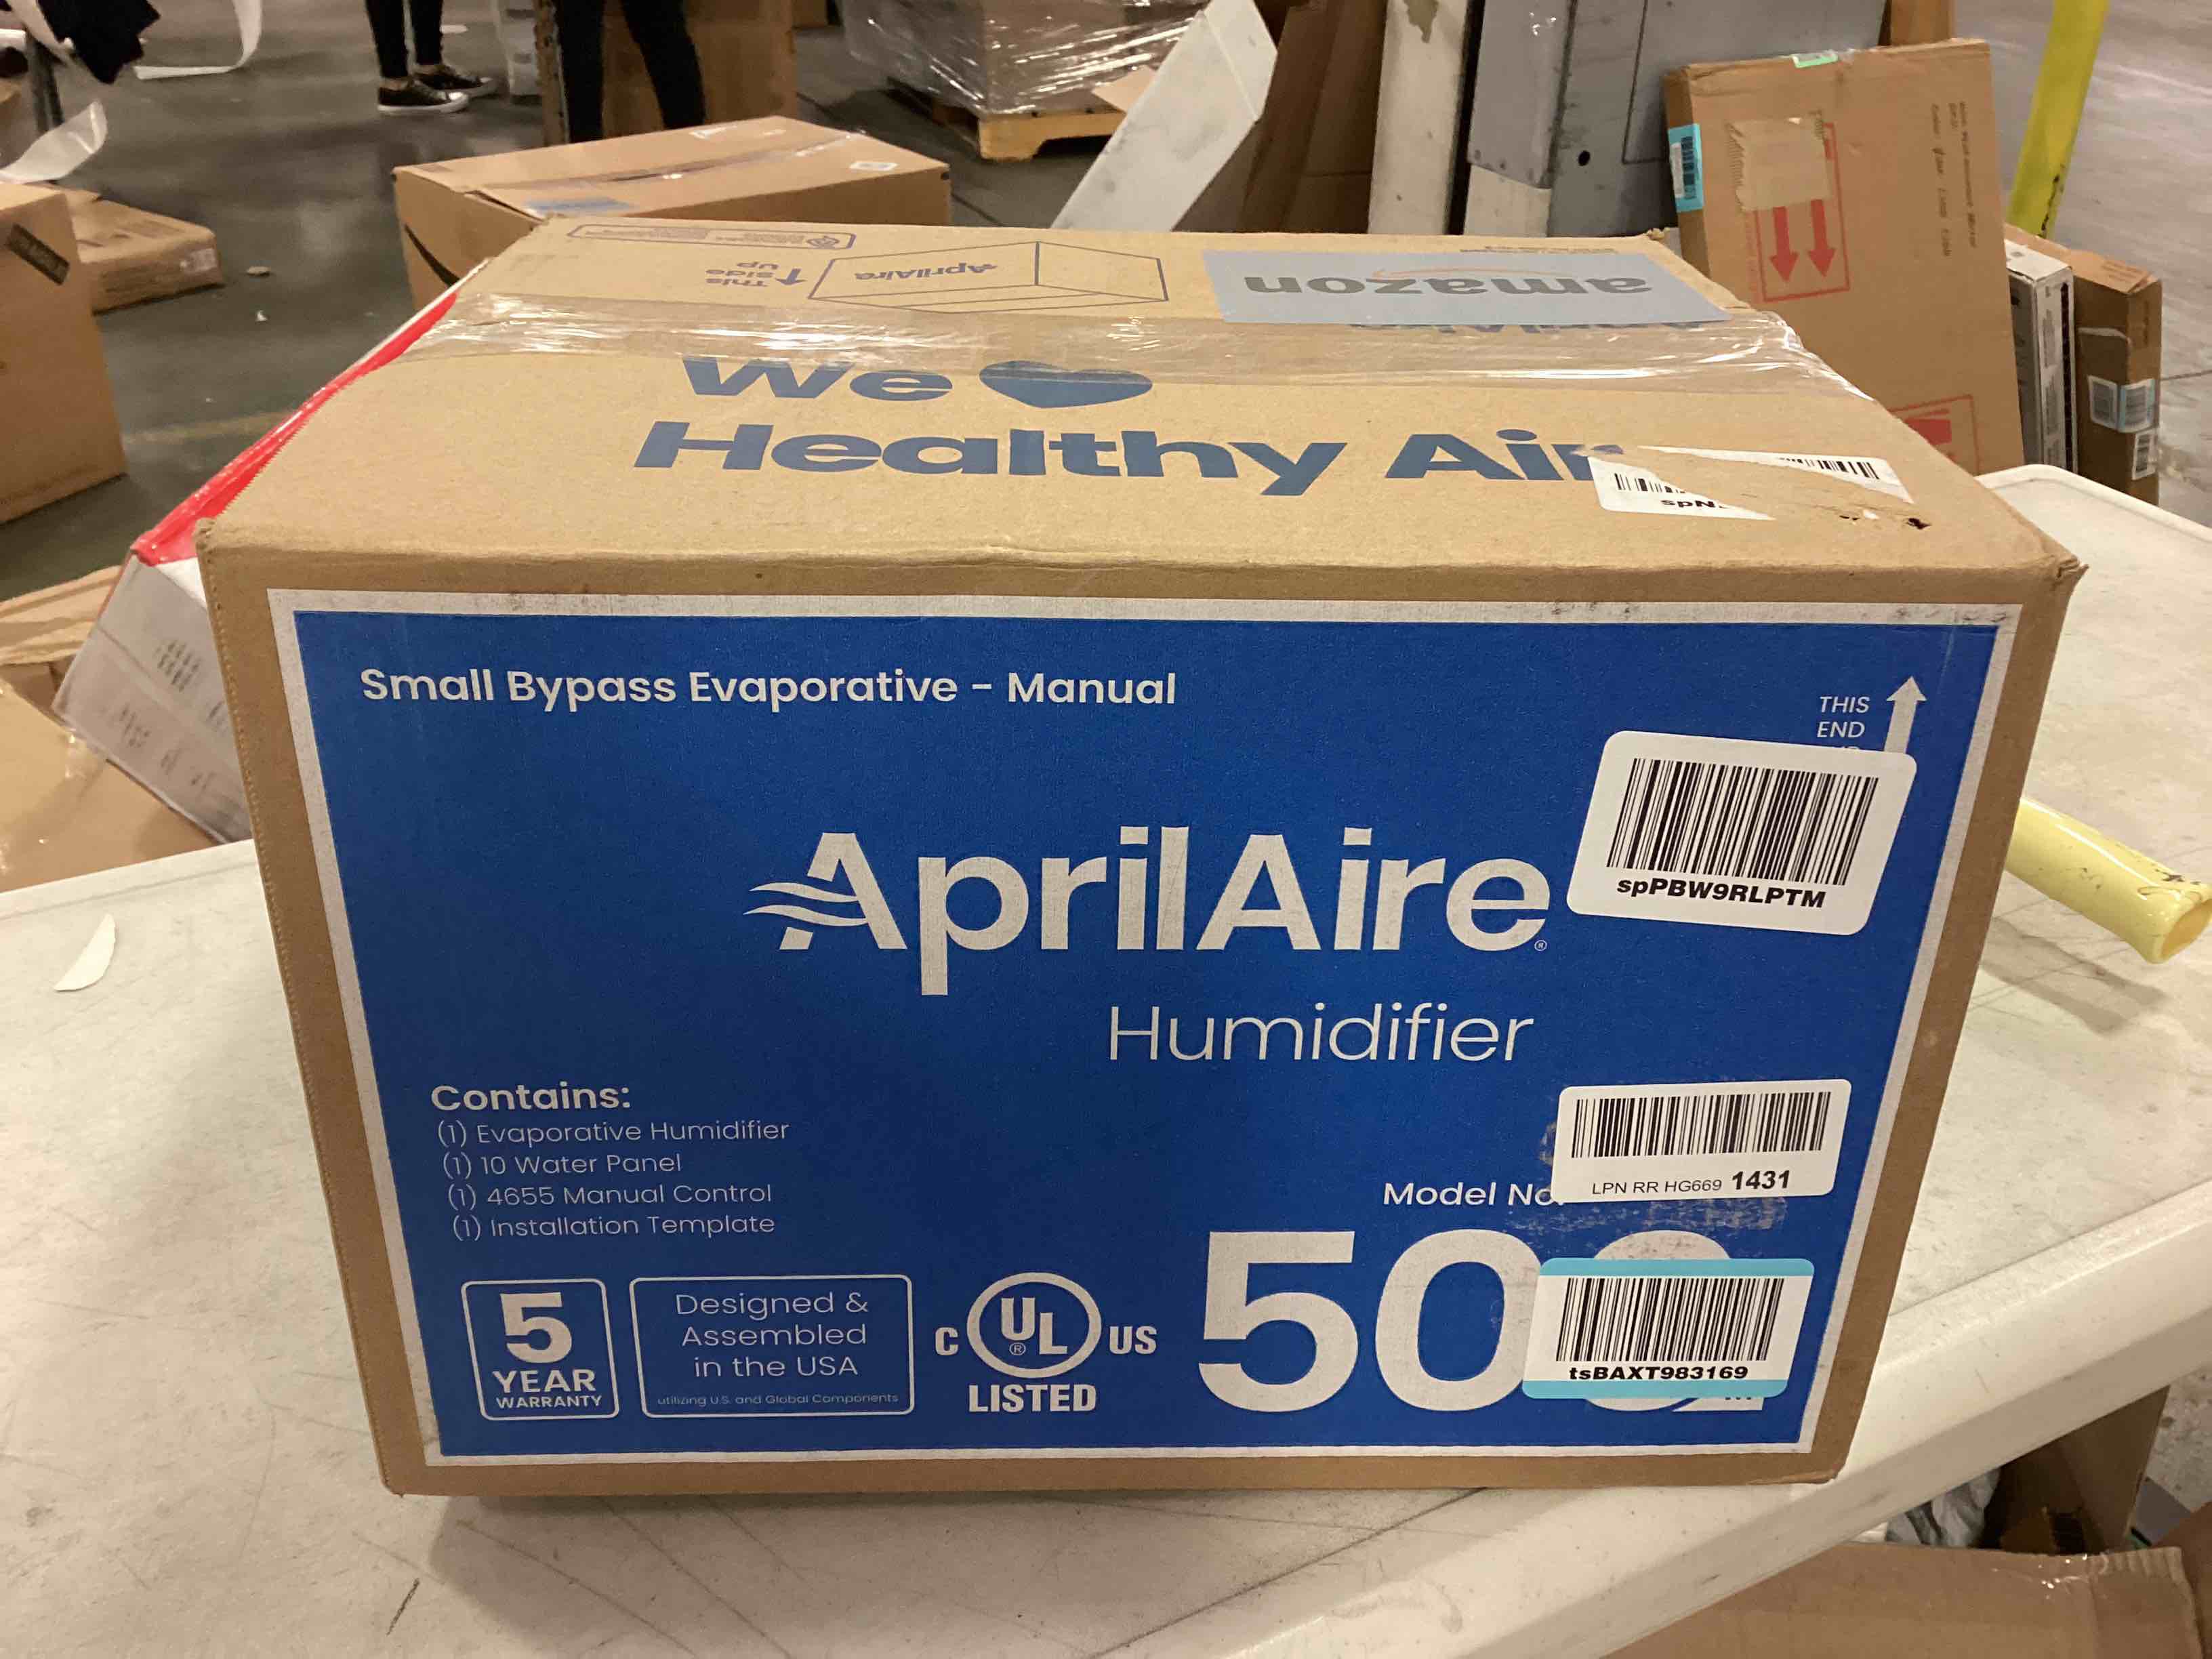 This
Side
Up
AprilAire
amazon
AprilAire
We
Healthy Air
spN
Small Bypass Evaporative - Manual
THIS
END
spPBW9RLPTM
AprilAire®
Humidifier
Contains:
(1) Evaporative Humidifier
(1) 10 Water Panel
(1) 4655 Manual Control
(1) Installation Template
LPN RR HG669 1431
Model No.
50
tsBAXT983169
5
YEAR
WARRANTY
Designed &
Assembled
in the USA
utilizing U.S. and Global Components
C UL® US
LISTED